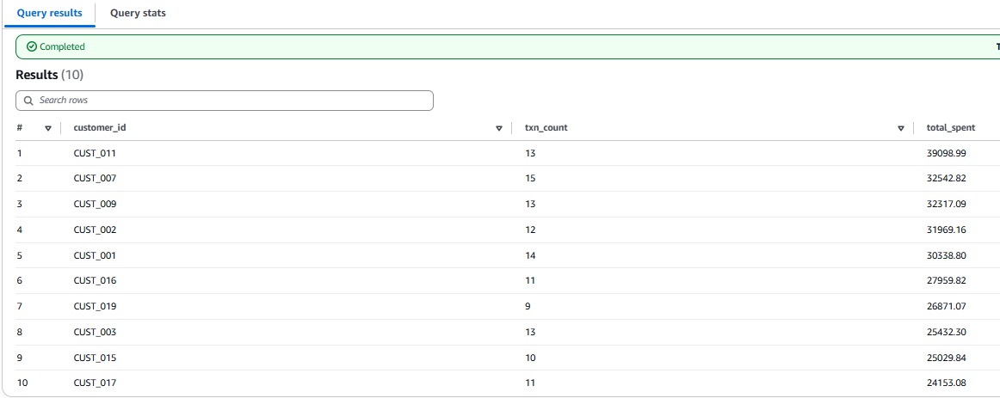 Query results Query stats
Completed T
Results (10)
Search rows
# customer_id txn_count total_spent
1 CUST_011 13 39098.99
2 CUST_007 15 32542.82
3 CUST_009 13 32317.09
4 CUST_002 12 31969.16
5 CUST_001 14 30338.80
6 CUST_016 11 27959.82
7 CUST_019 9 26871.07
8 CUST_003 13 25432.30
9 CUST_015 10 25029.84
10 CUST_017 11 24153.08